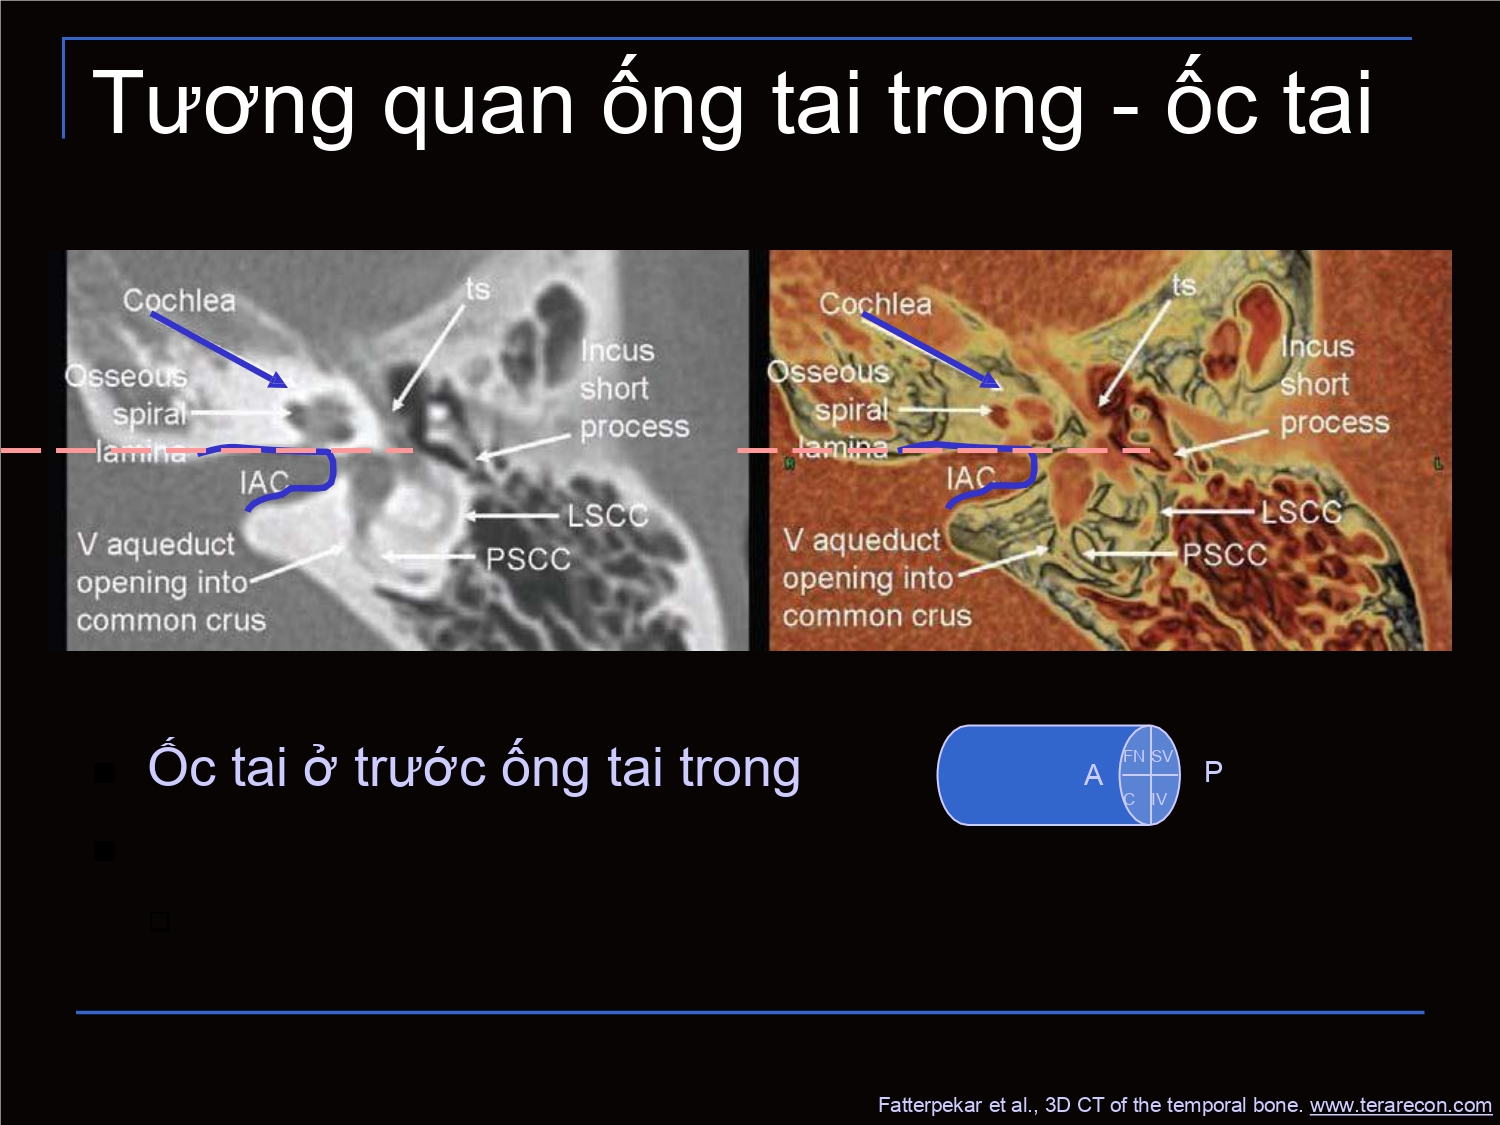 Tương quan ống tai trong - ốc tai
Cochlea
ts
Osseous
spiral
lamina
Incus
short
process
IAC
LSCC
V aqueduct
opening into
common crus
PSCC
Cochlea
ts
Osseous
spiral
lamina
Incus
short
process
R
L
IAC
LSCC
V aqueduct
opening into
common crus
PSCC
Ốc tai ở trước ống tai trong
A
FN SV
C IV
P
Fatterpekar et al., 3D CT of the temporal bone. www.terarecon.com